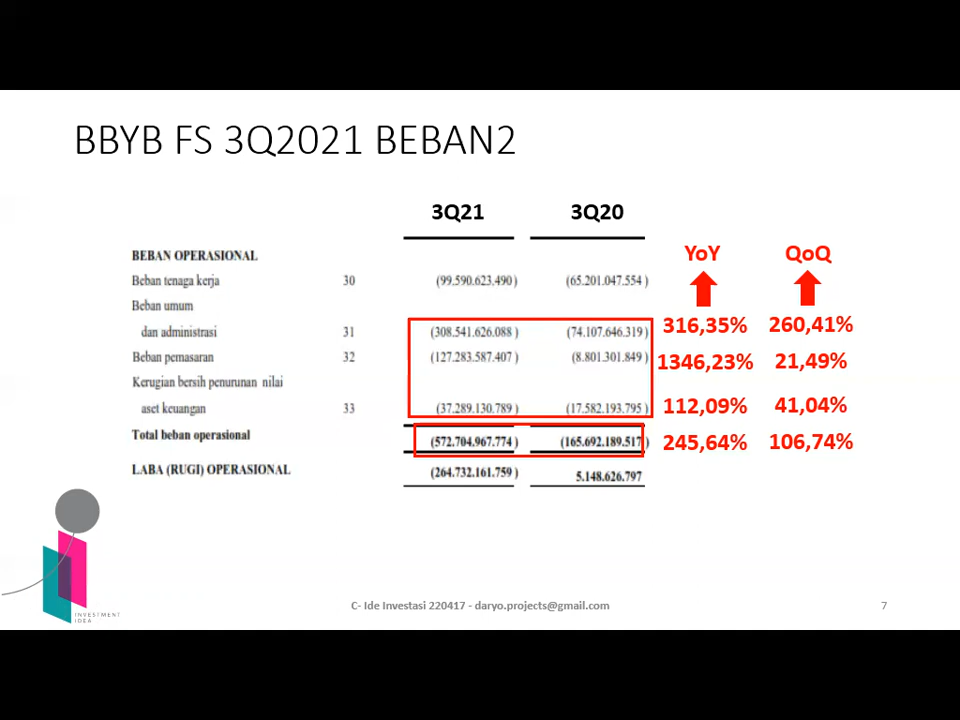 BBYB FS 3Q2021 BEBAN2
3Q21 3Q20
YoY QoQ
BEBAN OPERASIONAL
Beban tenaga kerja 30 (99.590.623.490) (65.201.047.554)
Beban umum
dan administrasi 31 (308.541.626.088) (74.107.646.319) 316,35% 260,41%
Beban pemasaran 32 (127.283.587.407) (8.801.301.849) 1346,23% 21,49%
Kerugian bersih penurunan nilai
aset keuangan 33 (37.289.130.789) (17.582.193.795) 112,09% 41,04%
Total beban operasional (572.704.967.774) (165.692.189.517) 245,64% 106,74%
LABA (RUGI) OPERASIONAL (264.732.161.759) 5.148.626.797
INVESTMENT
IDEA
C- Ide Investasi 220417 - daryo.projects@gmail.com
7